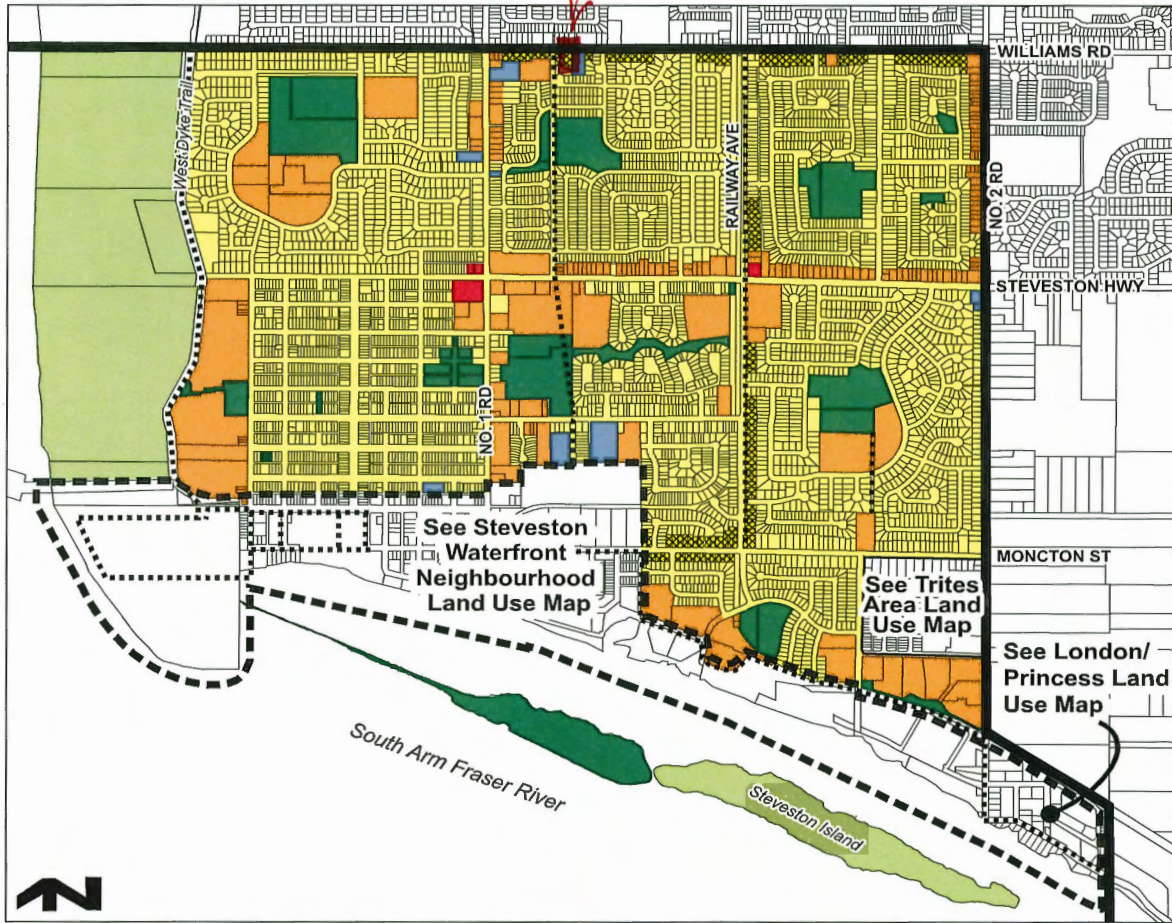 WILLIAMS RD
West Dyke Trail
RAILWAY AVE
NO. 2 RD
STEVESTON HWY
NO. 1 RD
See Steveston
Waterfront
Neighbourhood
Land Use Map
MONCTON ST
See Trites
Area Land
Use Map
See London/
Princess Land
Use Map
South Arm Fraser River
Steveston Island